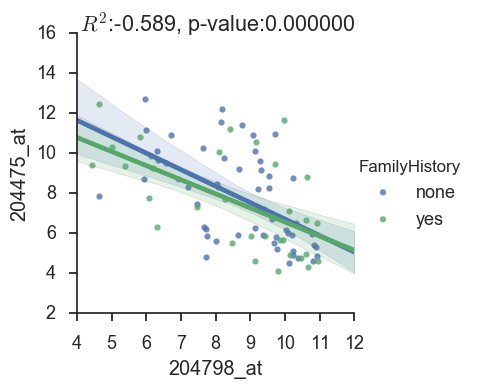 R²:-0.589, p-value:0.000000
16
14
12
10
8
6
4
2
204475_at
4 5 6 7 8 9 10 11 12
204798_at
FamilyHistory
none
yes